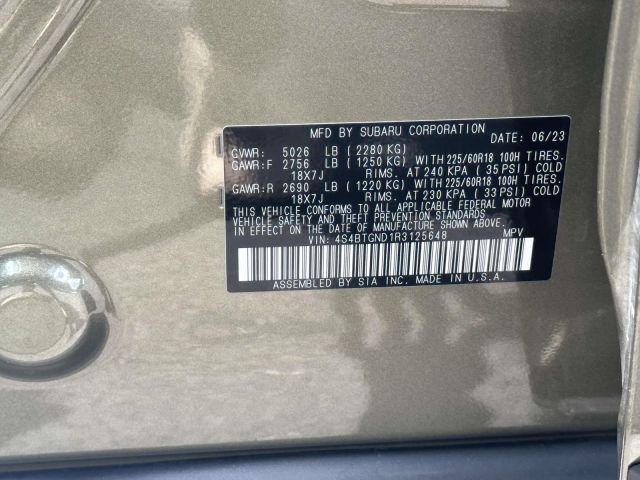 MFD BY SUBARU CORPORATION DATE: 06/23
GVWR: 5026 LB ( 2280 KG)
GAWR:F 2756 LB ( 1250 KG) WITH 225/60R18 100H TIRES.
18X7J RIMS. AT 240 KPA ( 35 PSI) COLD
GAWR:R 2690 LB ( 1220 KG) WITH 225/60R18 100H TIRES.
18X7J RIMS. AT 230 KPA ( 33 PSI) COLD
THIS VEHICLE CONFORMS TO ALL APPLICABLE FEDERAL MOTOR
VEHICLE SAFETY AND THEFT PREVENTION STANDARDS
IN EFFECT ON THE DATE OF MANUFACTURE SHOWN ABOVE.
VIN: 4S4BTGND1R3125648 MPV
ASSEMBLED BY SIA INC. MADE IN U.S.A.